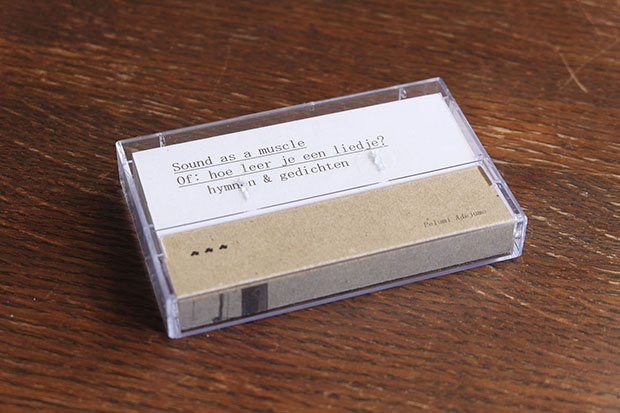 Sound as a muscle
Of: hoe leer je een liedje?
hymnen & gedichten
Pelumi Adejumo